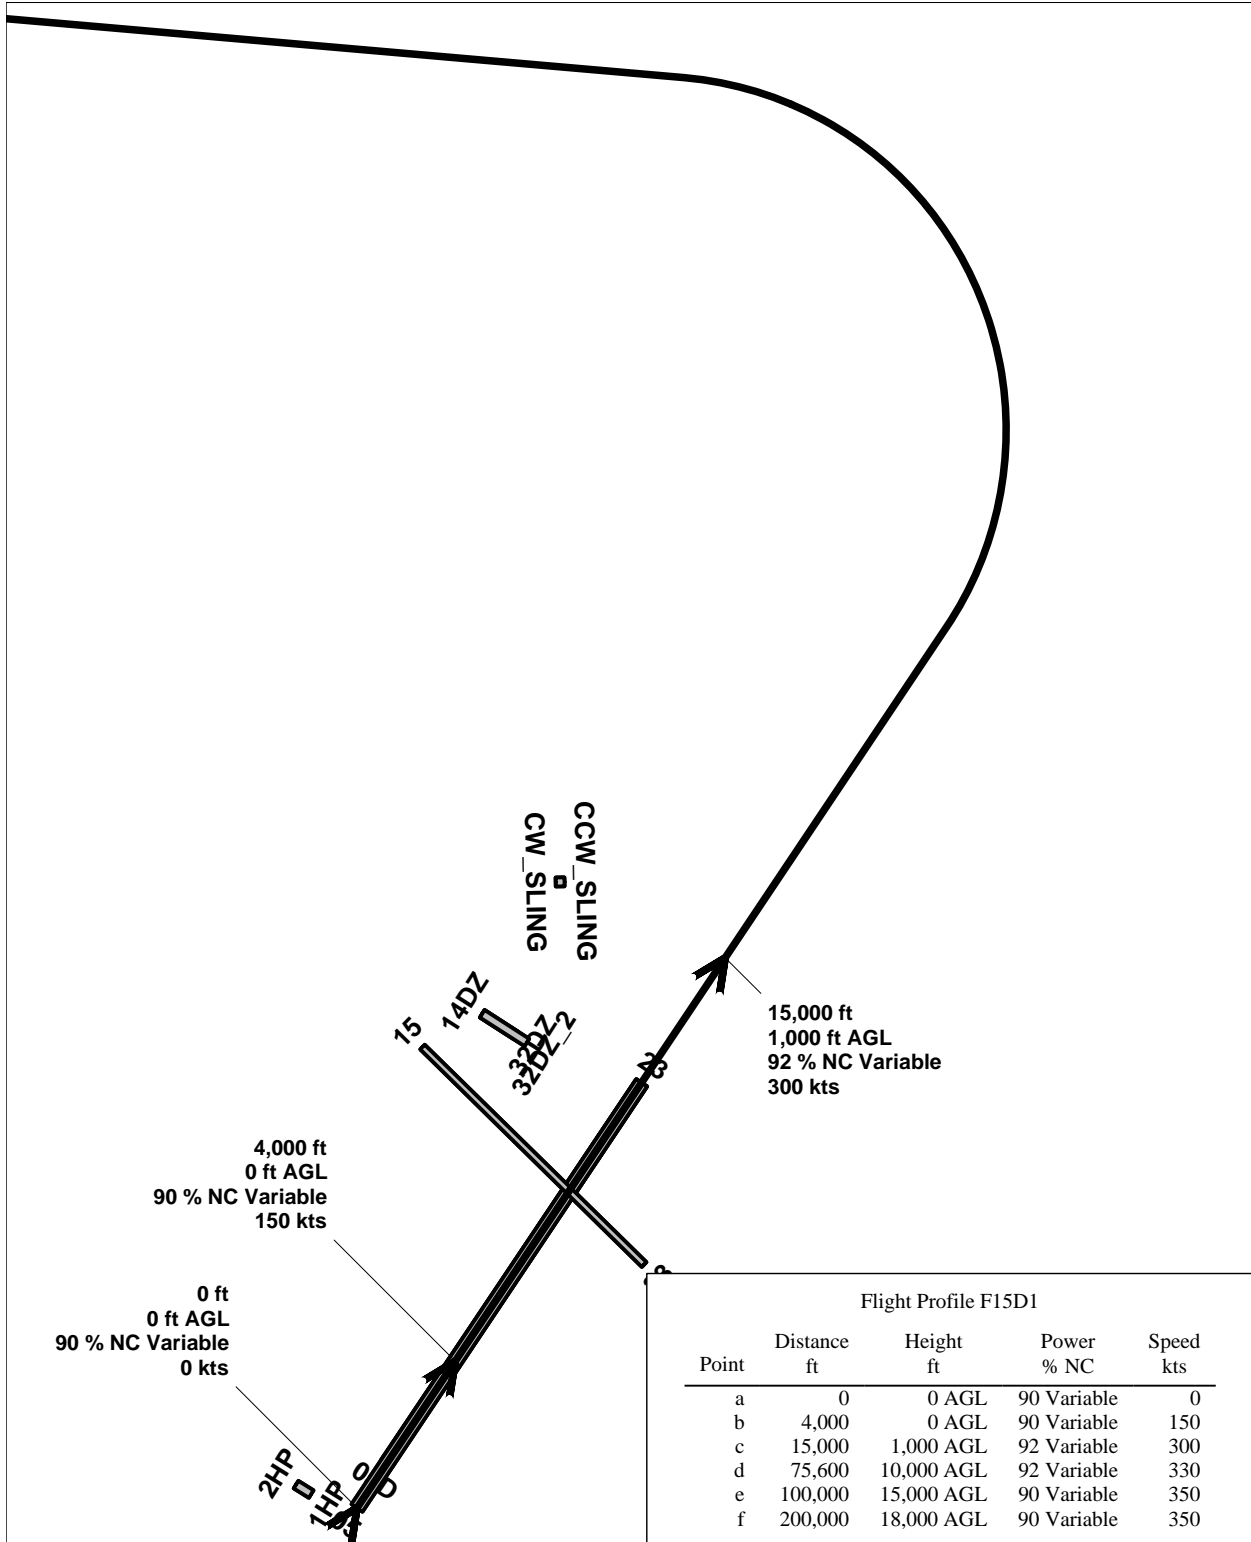 CCW_SLING
CW_SLING
14DZ
32DZ
32DZ_2
15
23
15,000 ft
1,000 ft AGL
92 % NC Variable
300 kts
4,000 ft
0 ft AGL
90 % NC Variable
150 kts
0 ft
0 ft AGL
90 % NC Variable
0 kts
2HP
1HP
Flight Profile F15D1
Point Distance ft Height ft Power % NC Speed kts
a 0 0 AGL 90 Variable 0
b 4,000 0 AGL 90 Variable 150
c 15,000 1,000 AGL 92 Variable 300
d 75,600 10,000 AGL 92 Variable 330
e 100,000 15,000 AGL 90 Variable 350
f 200,000 18,000 AGL 90 Variable 350